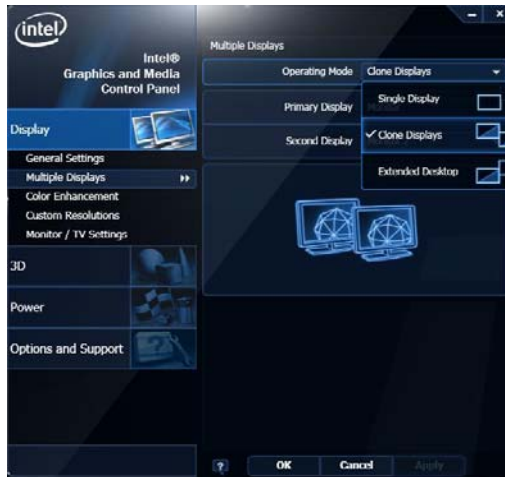 intel
Intel®
Graphics and Media
Control Panel
Display
General Settings
Multiple Displays
Color Enhancement
Custom Resolutions
Monitor / TV Settings
3D
Power
Options and Support
Multiple Displays
Operating Mode Clone Displays
Primary Display
Second Display
Single Display
✓ Clone Displays
Extended Desktop
? OK Cancel Apply